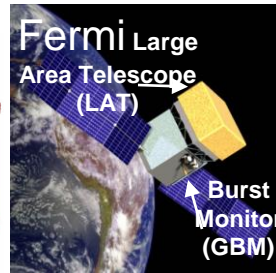 Fermi Large
Area Telescope
(LAT)
Burst
Monitor
(GBM)